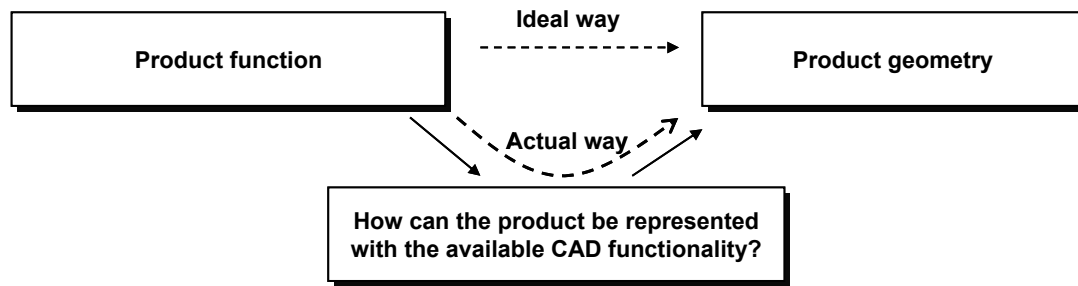 Ideal way
Product function
Product geometry
Actual way
How can the product be represented
with the available CAD functionality?